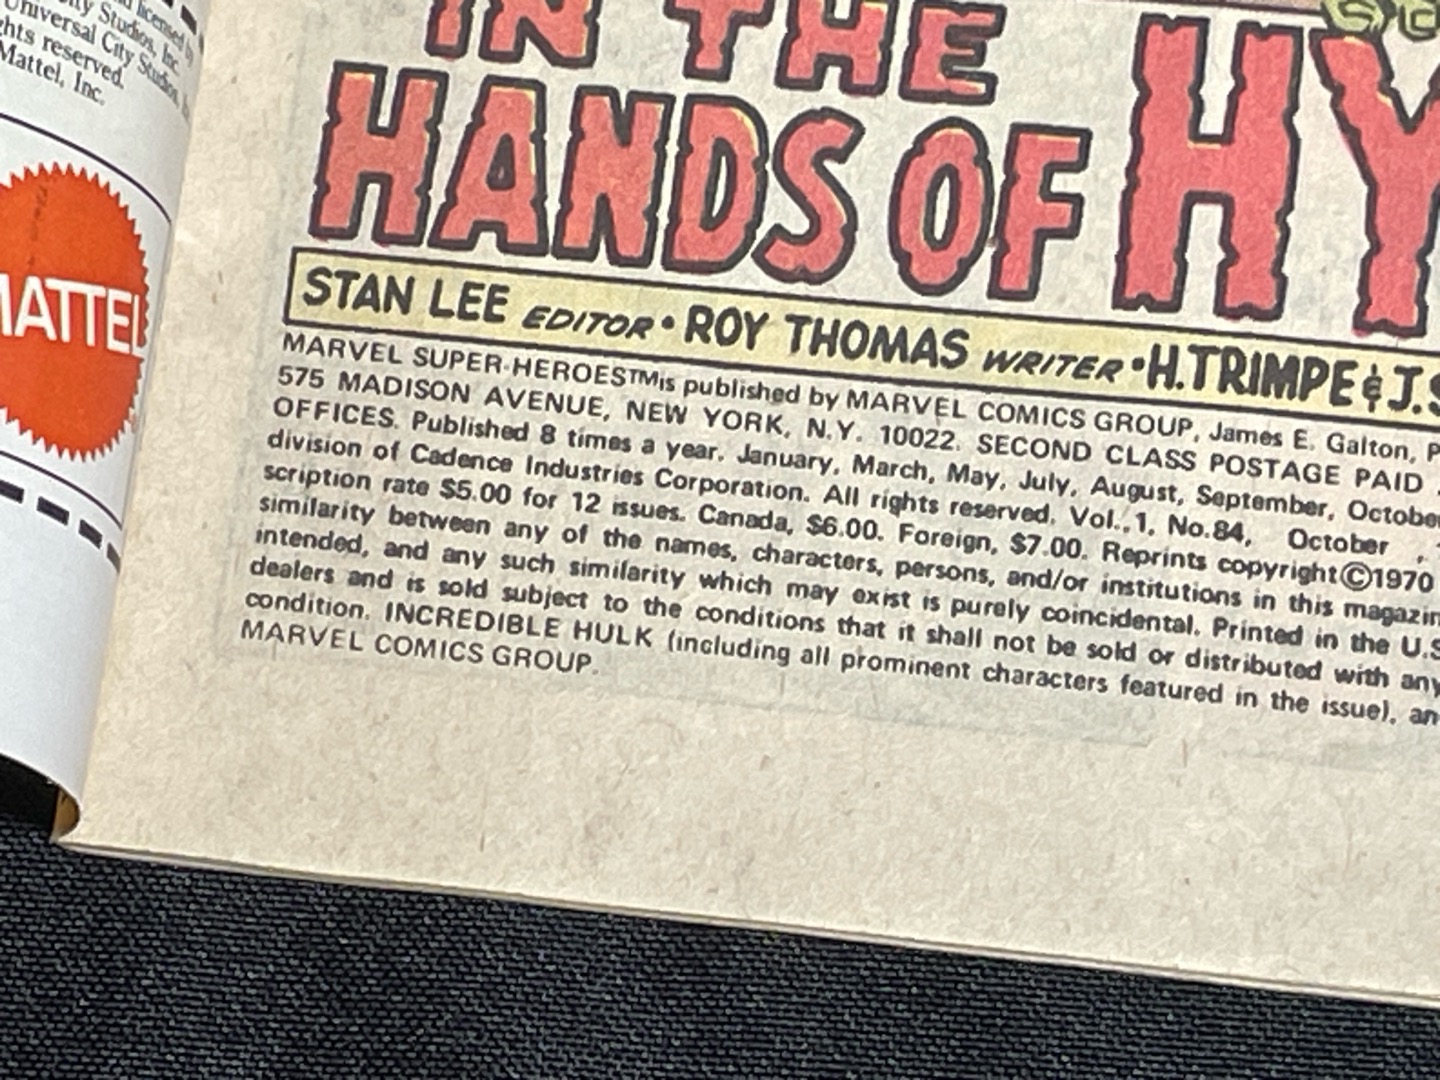 licensed by
City Studios, Inc.
Universal City Studios,
ghts reserved.
Mattel, Inc.
MATTEL
IN THE
HANDS OF HY
STAN LEE EDITOR • ROY THOMAS WRITER • H. TRIMPE & J.S
MARVEL SUPER-HEROES™is published by MARVEL COMICS GROUP, James E. Galton, P
575 MADISON AVENUE, NEW YORK, N.Y. 10022. SECOND CLASS POSTAGE PAID
OFFICES. Published 8 times a year, January, March, May, July, August, September, October
division of Cadence Industries Corporation. All rights reserved, Vol., 1, No. 84, October , 1
scription rate $5.00 for 12 issues. Canada, $6.00. Foreign, $7.00. Reprints copyright ©1970
similarity between any of the names, characters, persons, and/or institutions in this magazin
intended, and any such similarity which may exist is purely coincidental. Printed in the U.S
dealers and is sold subject to the conditions that it shall not be sold or distributed with any
condition. INCREDIBLE HULK (including all prominent characters featured in the issue), an
MARVEL COMICS GROUP.